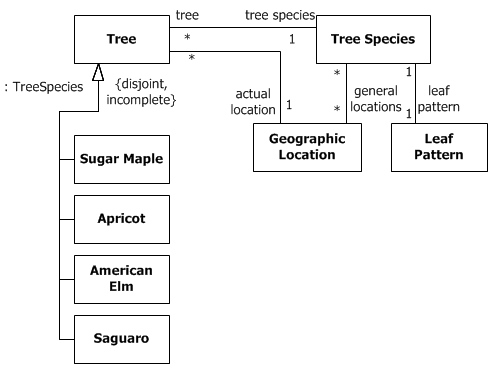 tree
tree species
Tree
*
1
Tree Species
*
: TreeSpecies
{disjoint,
incomplete}
*
1
actual
location
1
general
locations
leaf
pattern
*
1
Geographic
Location
Leaf
Pattern
Sugar Maple
Apricot
American
Elm
Saguaro